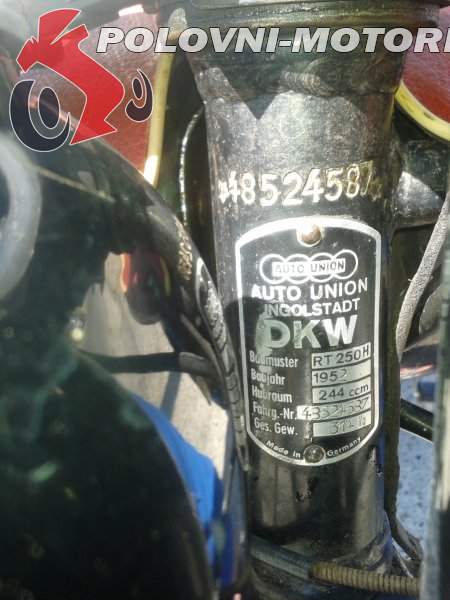 POLOVNI-MOTORI
48524587
AUTO UNION
AUTO UNION
INGOLSTADT
DKW
Baumuster RT 250H
Baujahr 1952
Hubraum 244 ccm
Fahrg.-Nr.
Ges. Gew.
Made in Germany